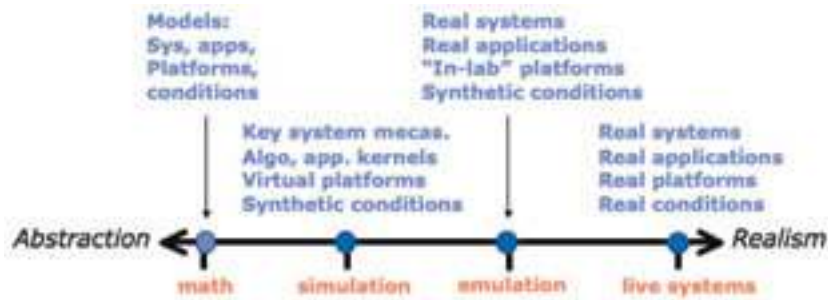 Models:
Sys, apps,
Platforms,
conditions
Real systems
Real applications
"In-lab" platforms
Synthetic conditions
Key system mecas.
Algo, app. kernels
Virtual platforms
Synthetic conditions
Real systems
Real applications
Real platforms
Real conditions
Abstraction
Realism
math
simulation
emulation
live systems